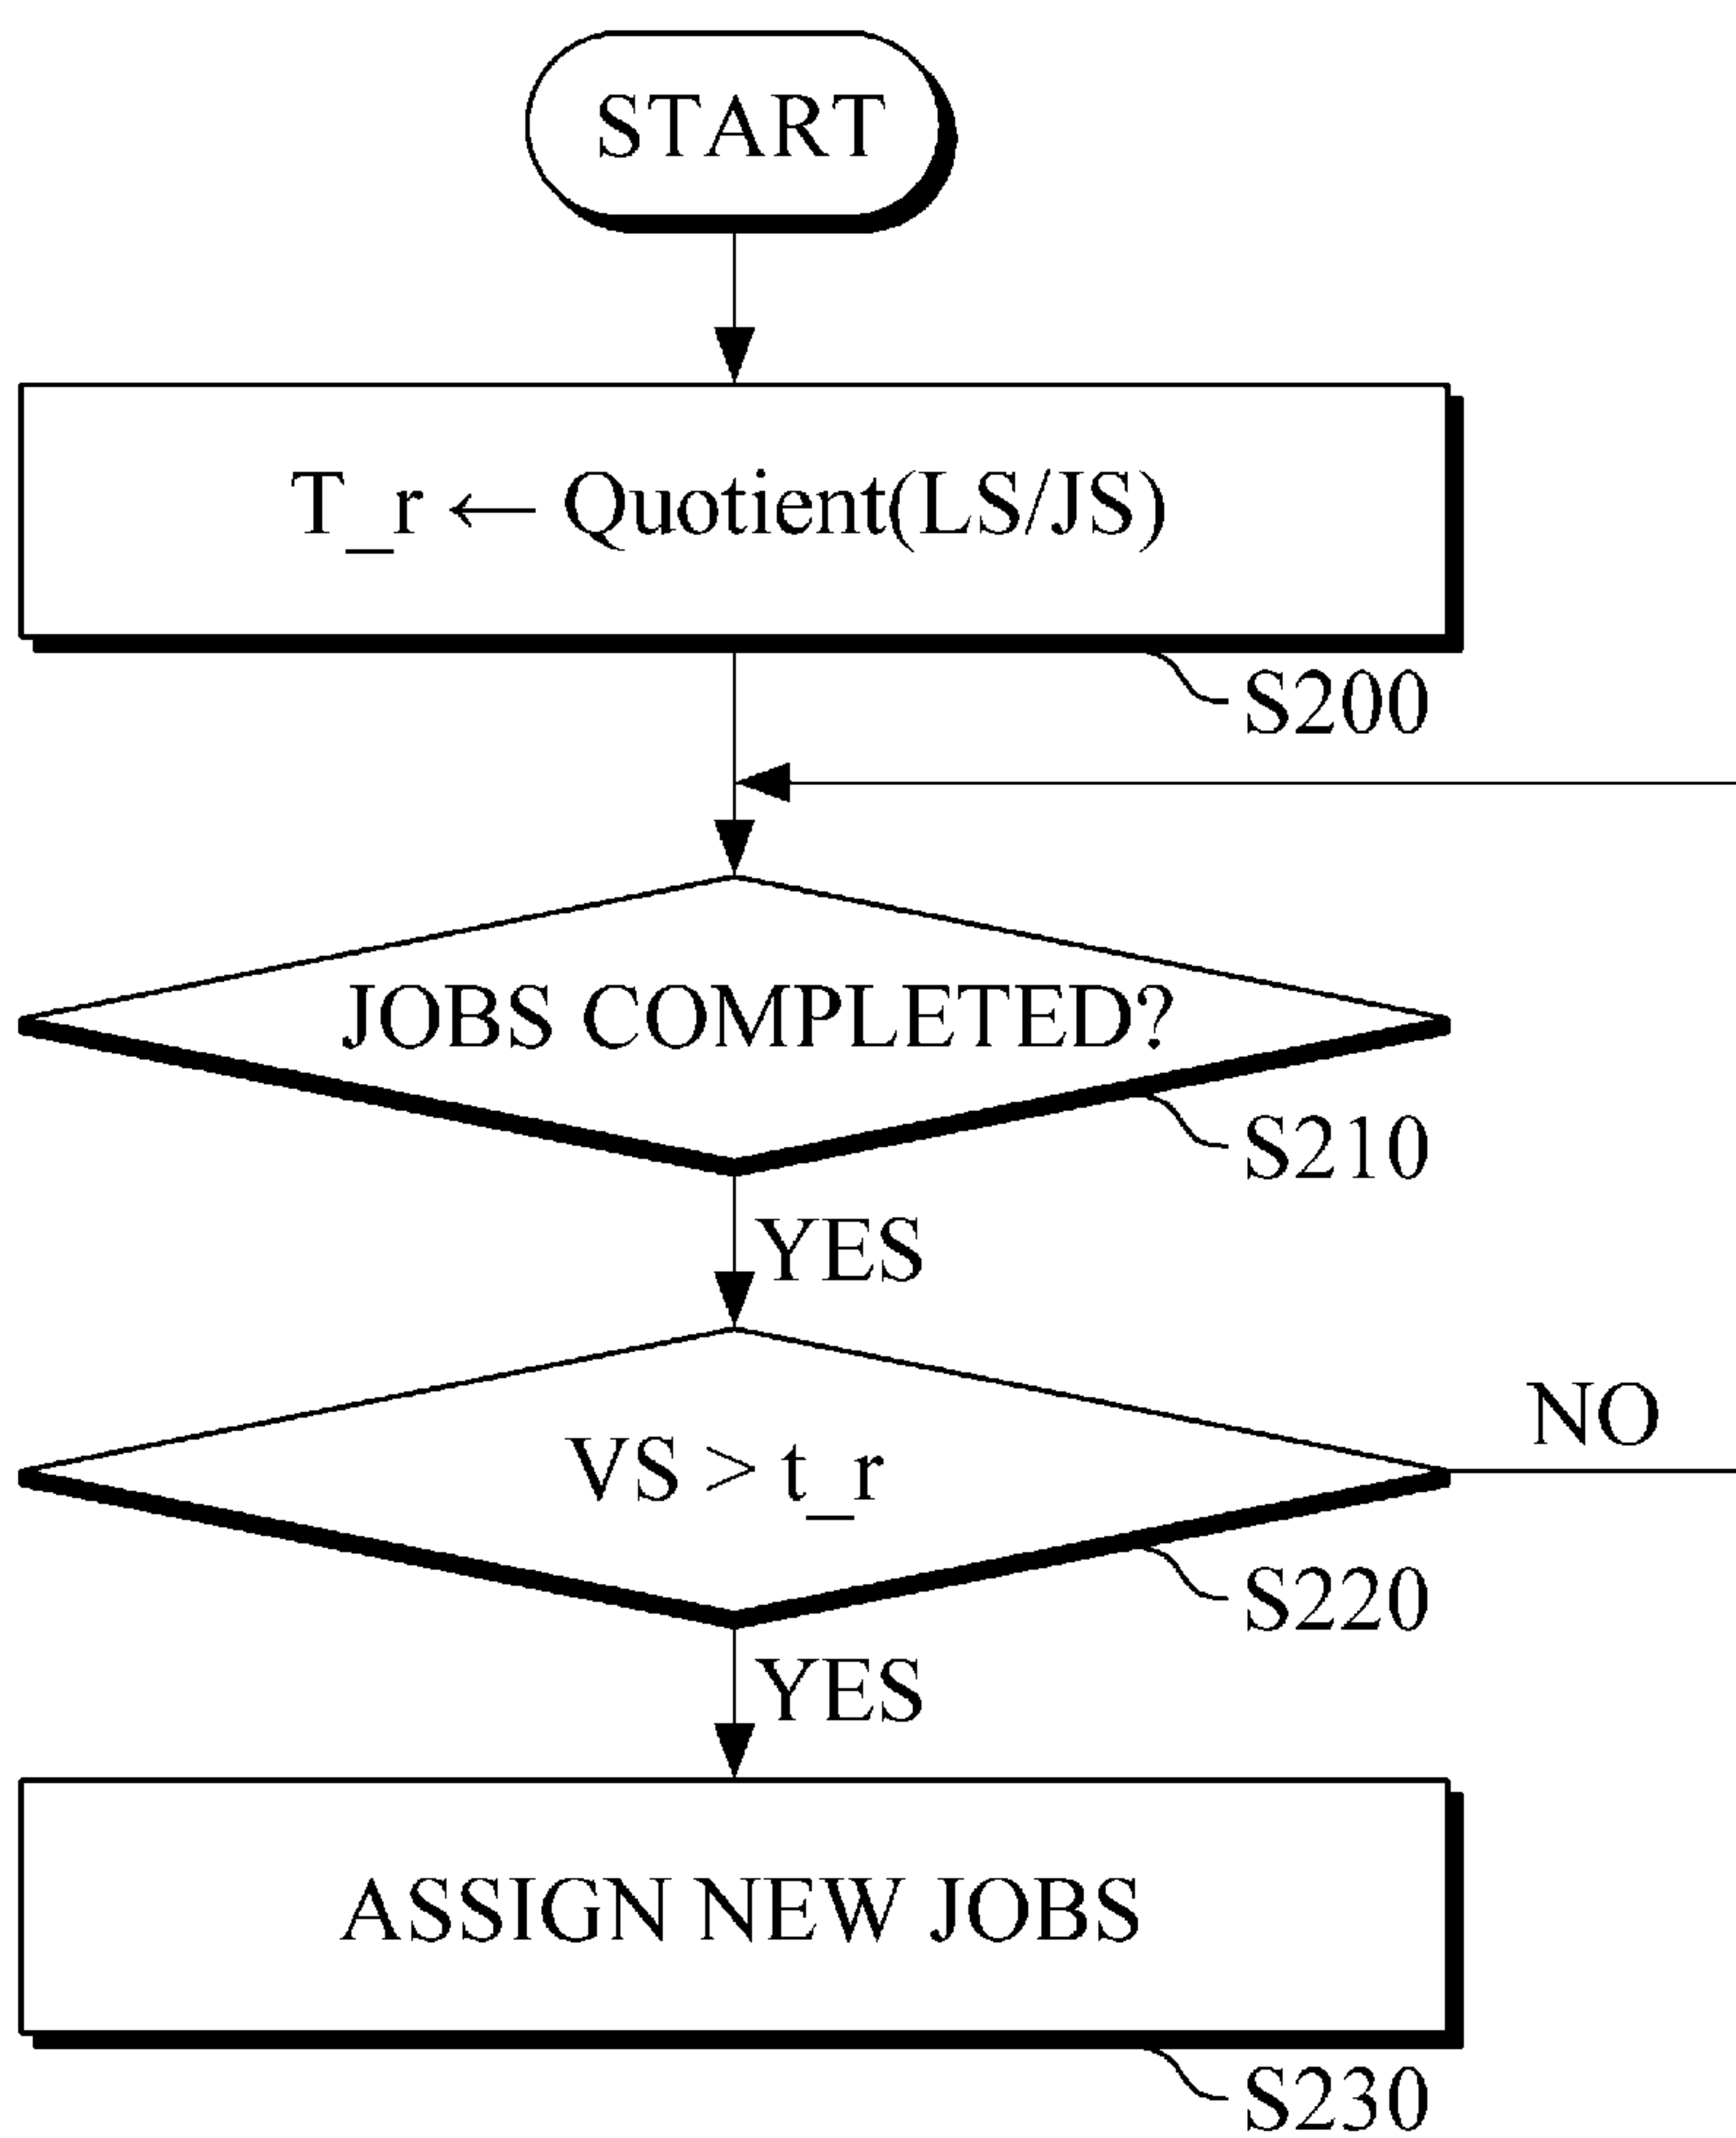 START
T_r ← Quotient(LS/JS)
S200
JOBS COMPLETED?
S210
YES
VS > t_r
NO
S220
YES
ASSIGN NEW JOBS
S230